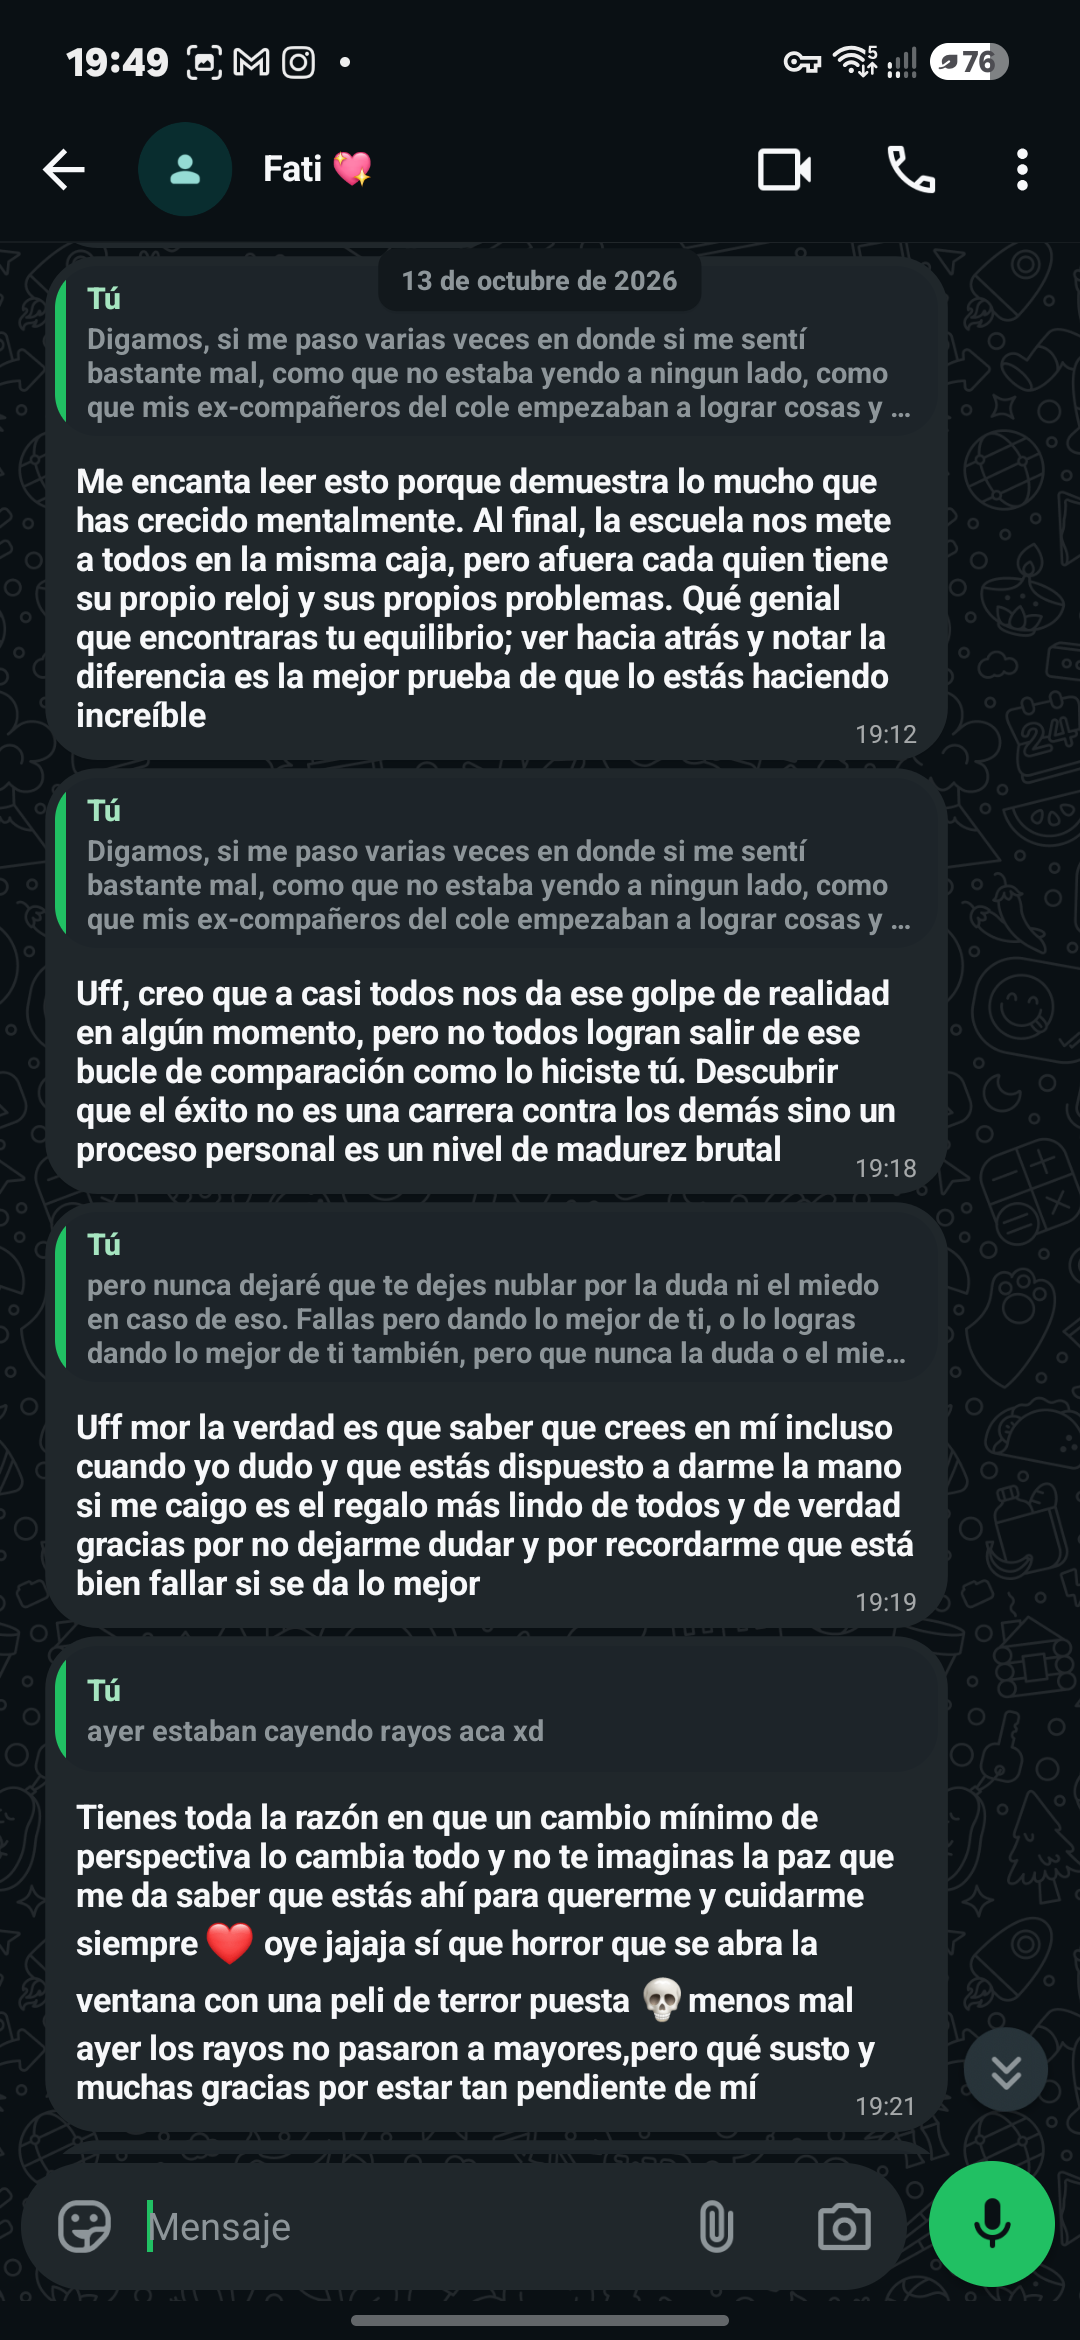 19:49
5
76
Fati 💖
13 de octubre de 2026
Tú
Digamos, si me paso varias veces en donde si me sentí
bastante mal, como que no estaba yendo a ningun lado, como
que mis ex-compañeros del cole empezaban a lograr cosas y ...
Me encanta leer esto porque demuestra lo mucho que
has crecido mentalmente. Al final, la escuela nos mete
a todos en la misma caja, pero afuera cada quien tiene
su propio reloj y sus propios problemas. Qué genial
que encontraras tu equilibrio; ver hacia atrás y notar la
diferencia es la mejor prueba de que lo estás haciendo
increíble
19:12
Tú
Digamos, si me paso varias veces en donde si me sentí
bastante mal, como que no estaba yendo a ningun lado, como
que mis ex-compañeros del cole empezaban a lograr cosas y ...
Uff, creo que a casi todos nos da ese golpe de realidad
en algún momento, pero no todos logran salir de ese
bucle de comparación como lo hiciste tú. Descubrir
que el éxito no es una carrera contra los demás sino un
proceso personal es un nivel de madurez brutal
19:18
Tú
pero nunca dejaré que te dejes nublar por la duda ni el miedo
en caso de eso. Fallas pero dando lo mejor de ti, o lo logras
dando lo mejor de ti también, pero que nunca la duda o el mie...
Uff mor la verdad es que saber que crees en mí incluso
cuando yo dudo y que estás dispuesto a darme la mano
si me caigo es el regalo más lindo de todos y de verdad
gracias por no dejarme dudar y por recordarme que está
bien fallar si se da lo mejor
19:19
Tú
ayer estaban cayendo rayos aca xd
Tienes toda la razón en que un cambio mínimo de
perspectiva lo cambia todo y no te imaginas la paz que
me da saber que estás ahí para quererme y cuidarme
siempre ❤️ oye jajaja sí que horror que se abra la
ventana con una peli de terror puesta 💀menos mal
ayer los rayos no pasaron a mayores,pero qué susto y
muchas gracias por estar tan pendiente de mí
19:21
Mensaje